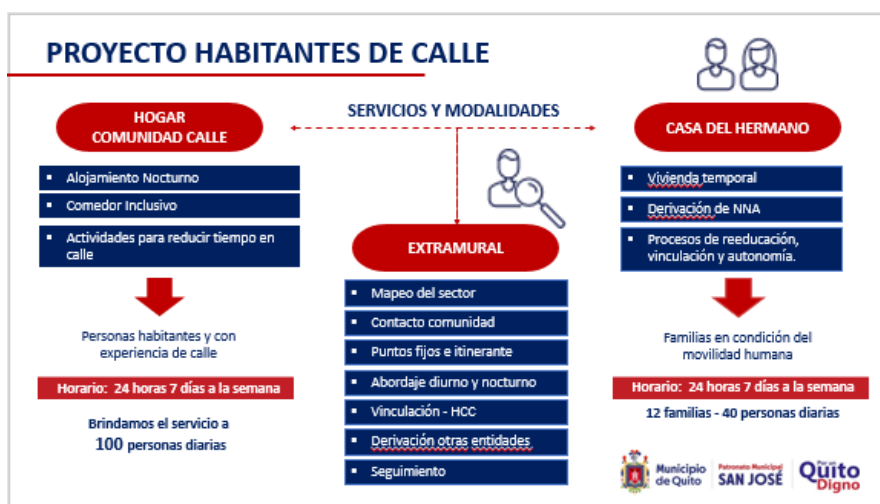 PROYECTO HABITANTES DE CALLE
SERVICIOS Y MODALIDADES
HOGAR
COMUNIDAD CALLE
▪ Alojamiento Nocturno
▪ Comedor Inclusivo
▪ Actividades para reducir tiempo en
calle
Personas habitantes y con
experiencia de calle
Horario: 24 horas 7 días a la semana
Brindamos el servicio a
100 personas diarias
EXTRAMURAL
▪ Mapeo del sector
▪ Contacto comunidad
▪ Puntos fijos e itinerante
▪ Abordaje diurno y nocturno
▪ Vinculación - HCC
▪ Derivación otras entidades
▪ Seguimiento
CASA DEL HERMANO
▪ Vivienda temporal
▪ Derivación de NNA
▪ Procesos de reeducación,
vinculación y autonomía.
Familias en condición del
movilidad humana
Horario: 24 horas 7 días a la semana
12 familias - 40 personas diarias
Municipio
de Quito
Patronato Municipal
SAN JOSÉ
Por un
Quito
Digno